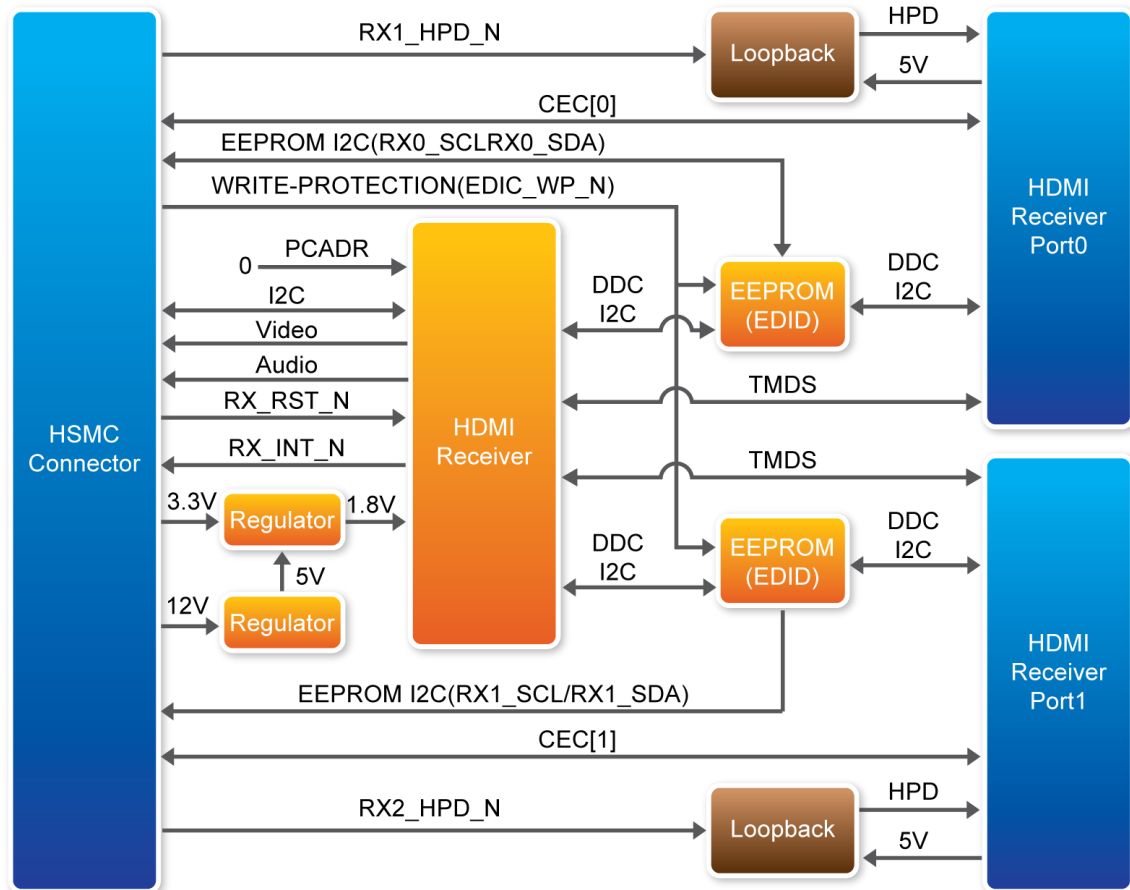 RX1_HPD_N
Loopback
HPD
5V
CEC[0]
EEPROM I2C(RX0_SCLRX0_SDA)
WRITE-PROTECTION(EDIC_WP_N)
HDMI
Receiver
Port0
0
PCADR
I2C
Video
Audio
RX_RST_N
RX_INT_N
HSMC
Connector
HDMI
Receiver
DDC
I2C
EEPROM
(EDID)
DDC
I2C
TMDS
TMDS
3.3V
Regulator
1.8V
5V
12V
Regulator
DDC
I2C
EEPROM
(EDID)
DDC
I2C
HDMI
Receiver
Port1
EEPROM I2C(RX1_SCL/RX1_SDA)
CEC[1]
RX2_HPD_N
Loopback
HPD
5V